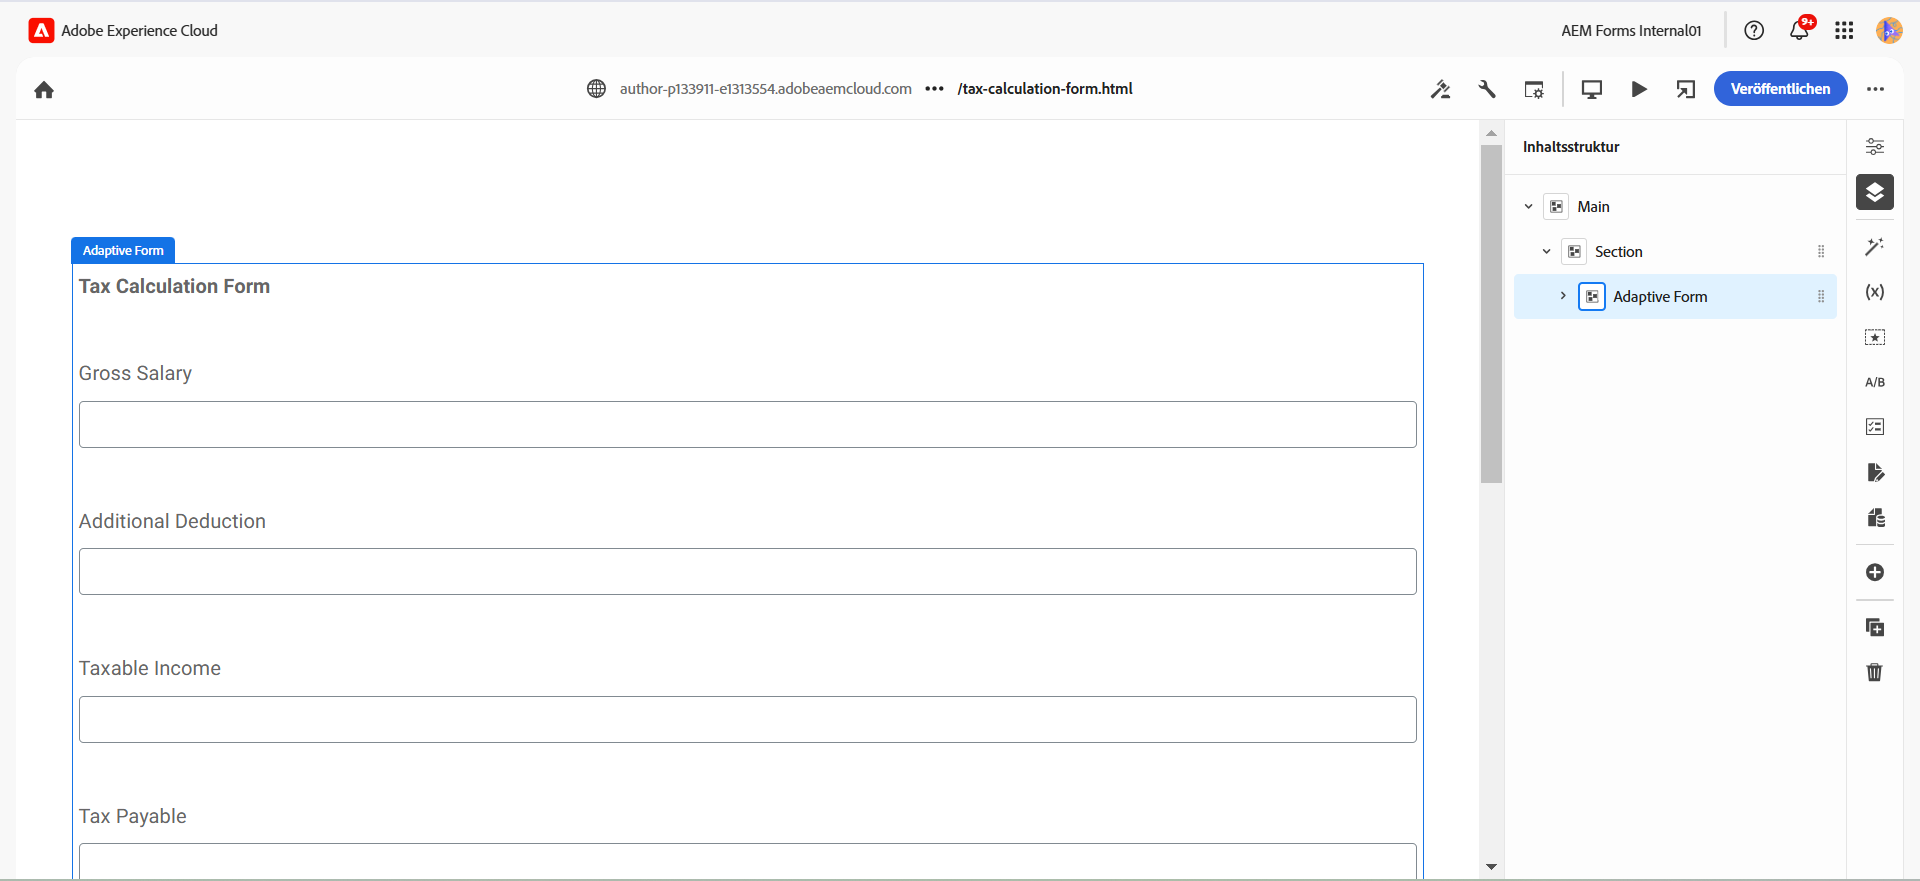 Adobe Experience Cloud
AEM Forms Internal01
9+
author-p133911-e1313554.adobeaemcloud.com ••• /tax-calculation-form.html
Veröffentlichen
Inhaltsstruktur
Main
Section
Adaptive Form
Adaptive Form
Tax Calculation Form
Gross Salary
Additional Deduction
Taxable Income
Tax Payable
(x)
A/B